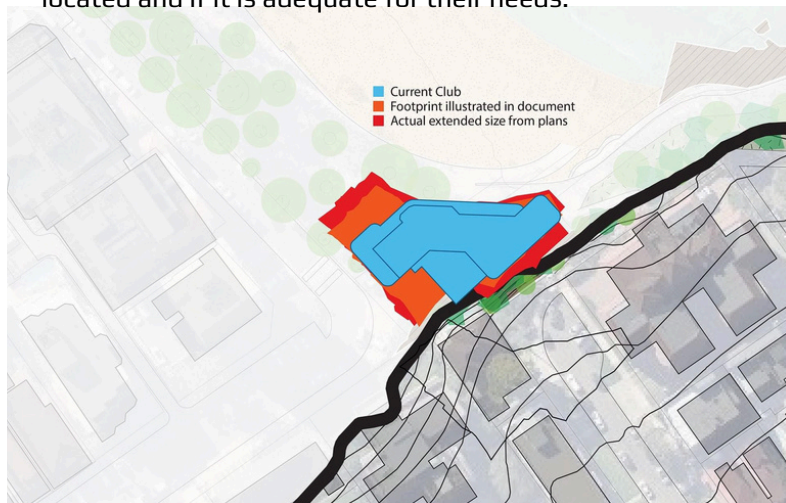 located and if it is adequate for their needs.
Current Club
Footprint illustrated in document
Actual extended size from plans